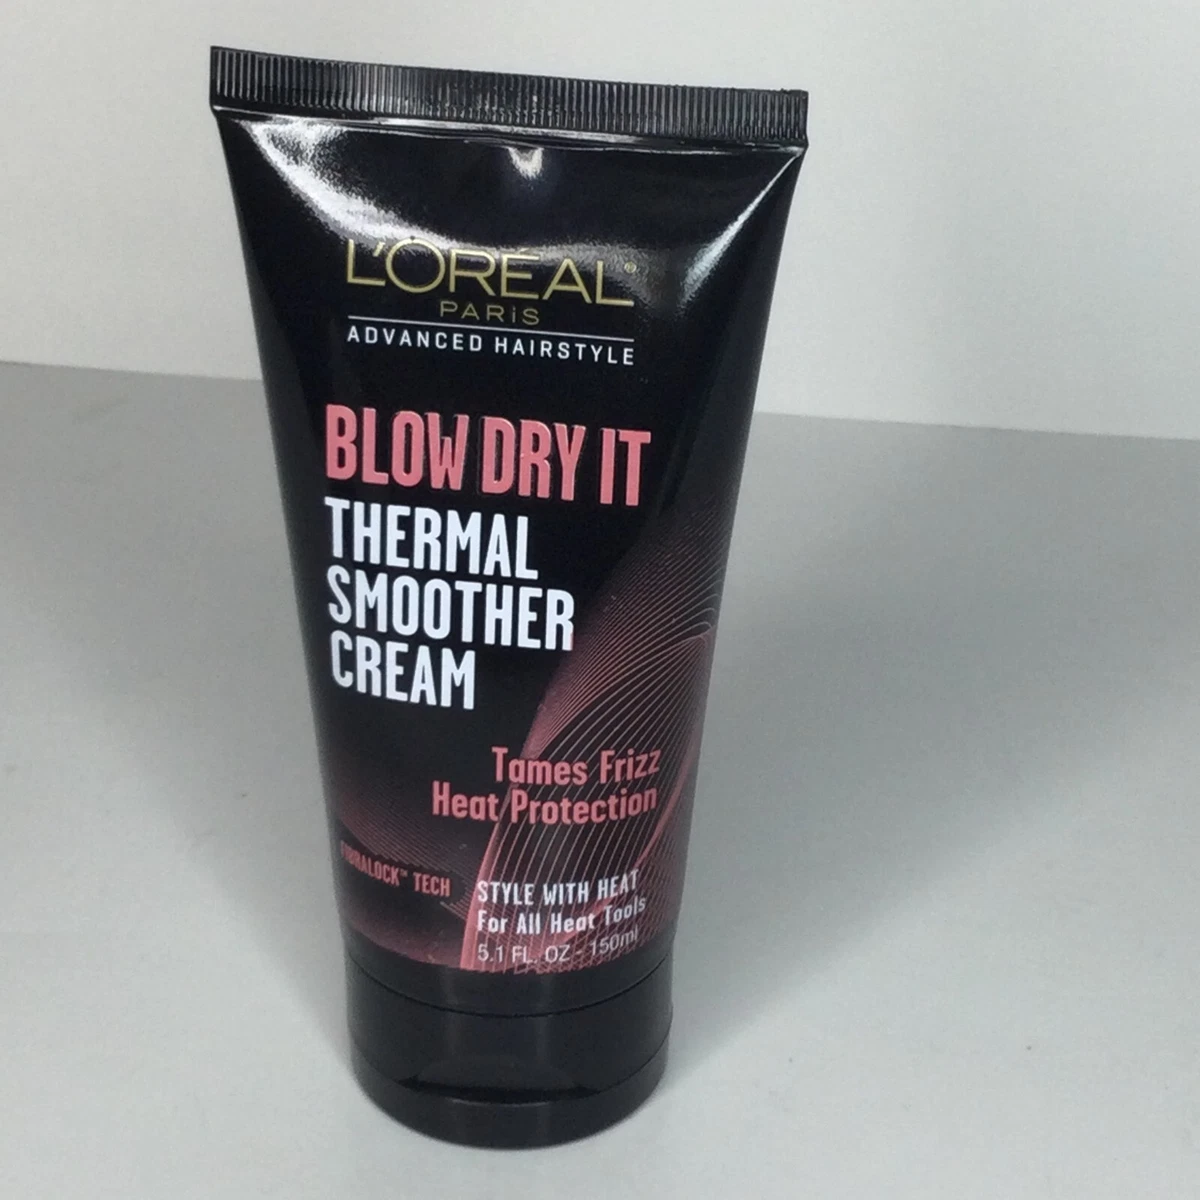 L'ORÉAL®
PARiS
ADVANCED HAIRSTYLE
BLOW DRY IT
THERMAL
SMOOTHER
CREAM
Tames Frizz
Heat Protection
FIBRALOCK™ TECH
STYLE WITH HEAT
For All Heat Tools
5.1 FL. OZ - 150ml